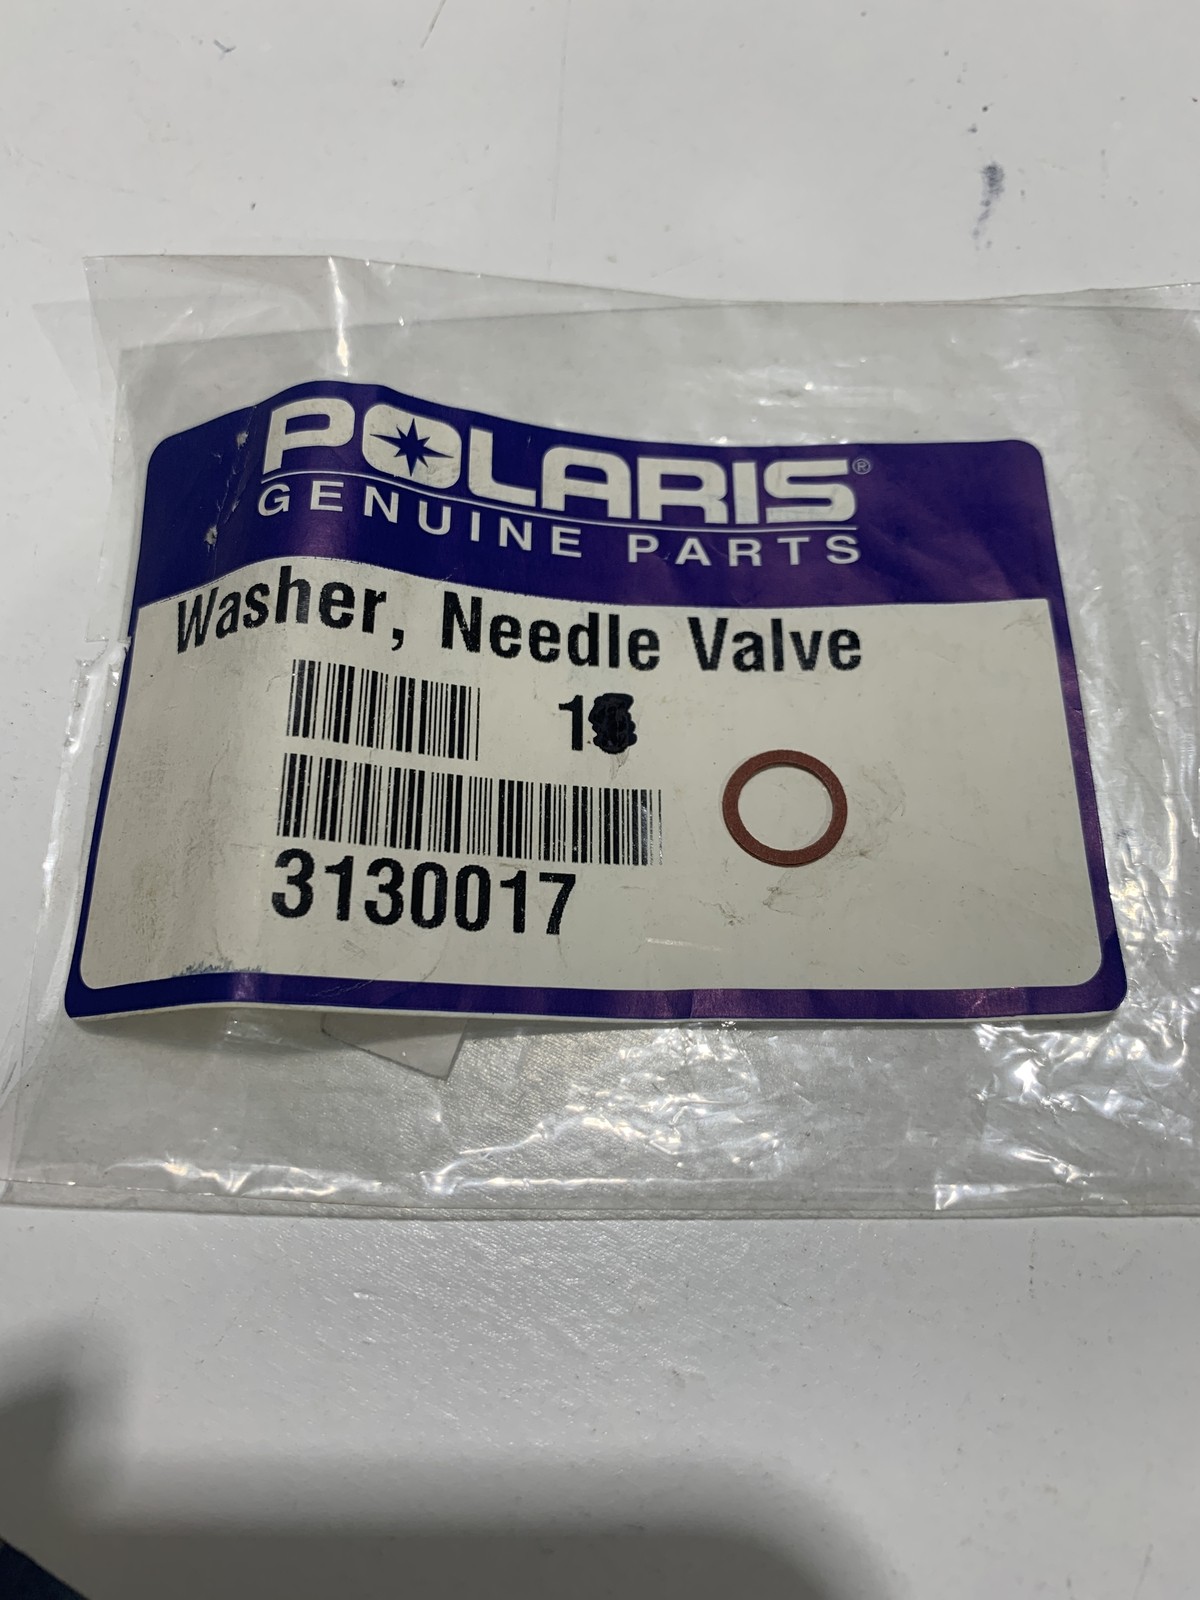 POLARIS®
GENUINE PARTS
Washer, Needle Valve
1
3130017